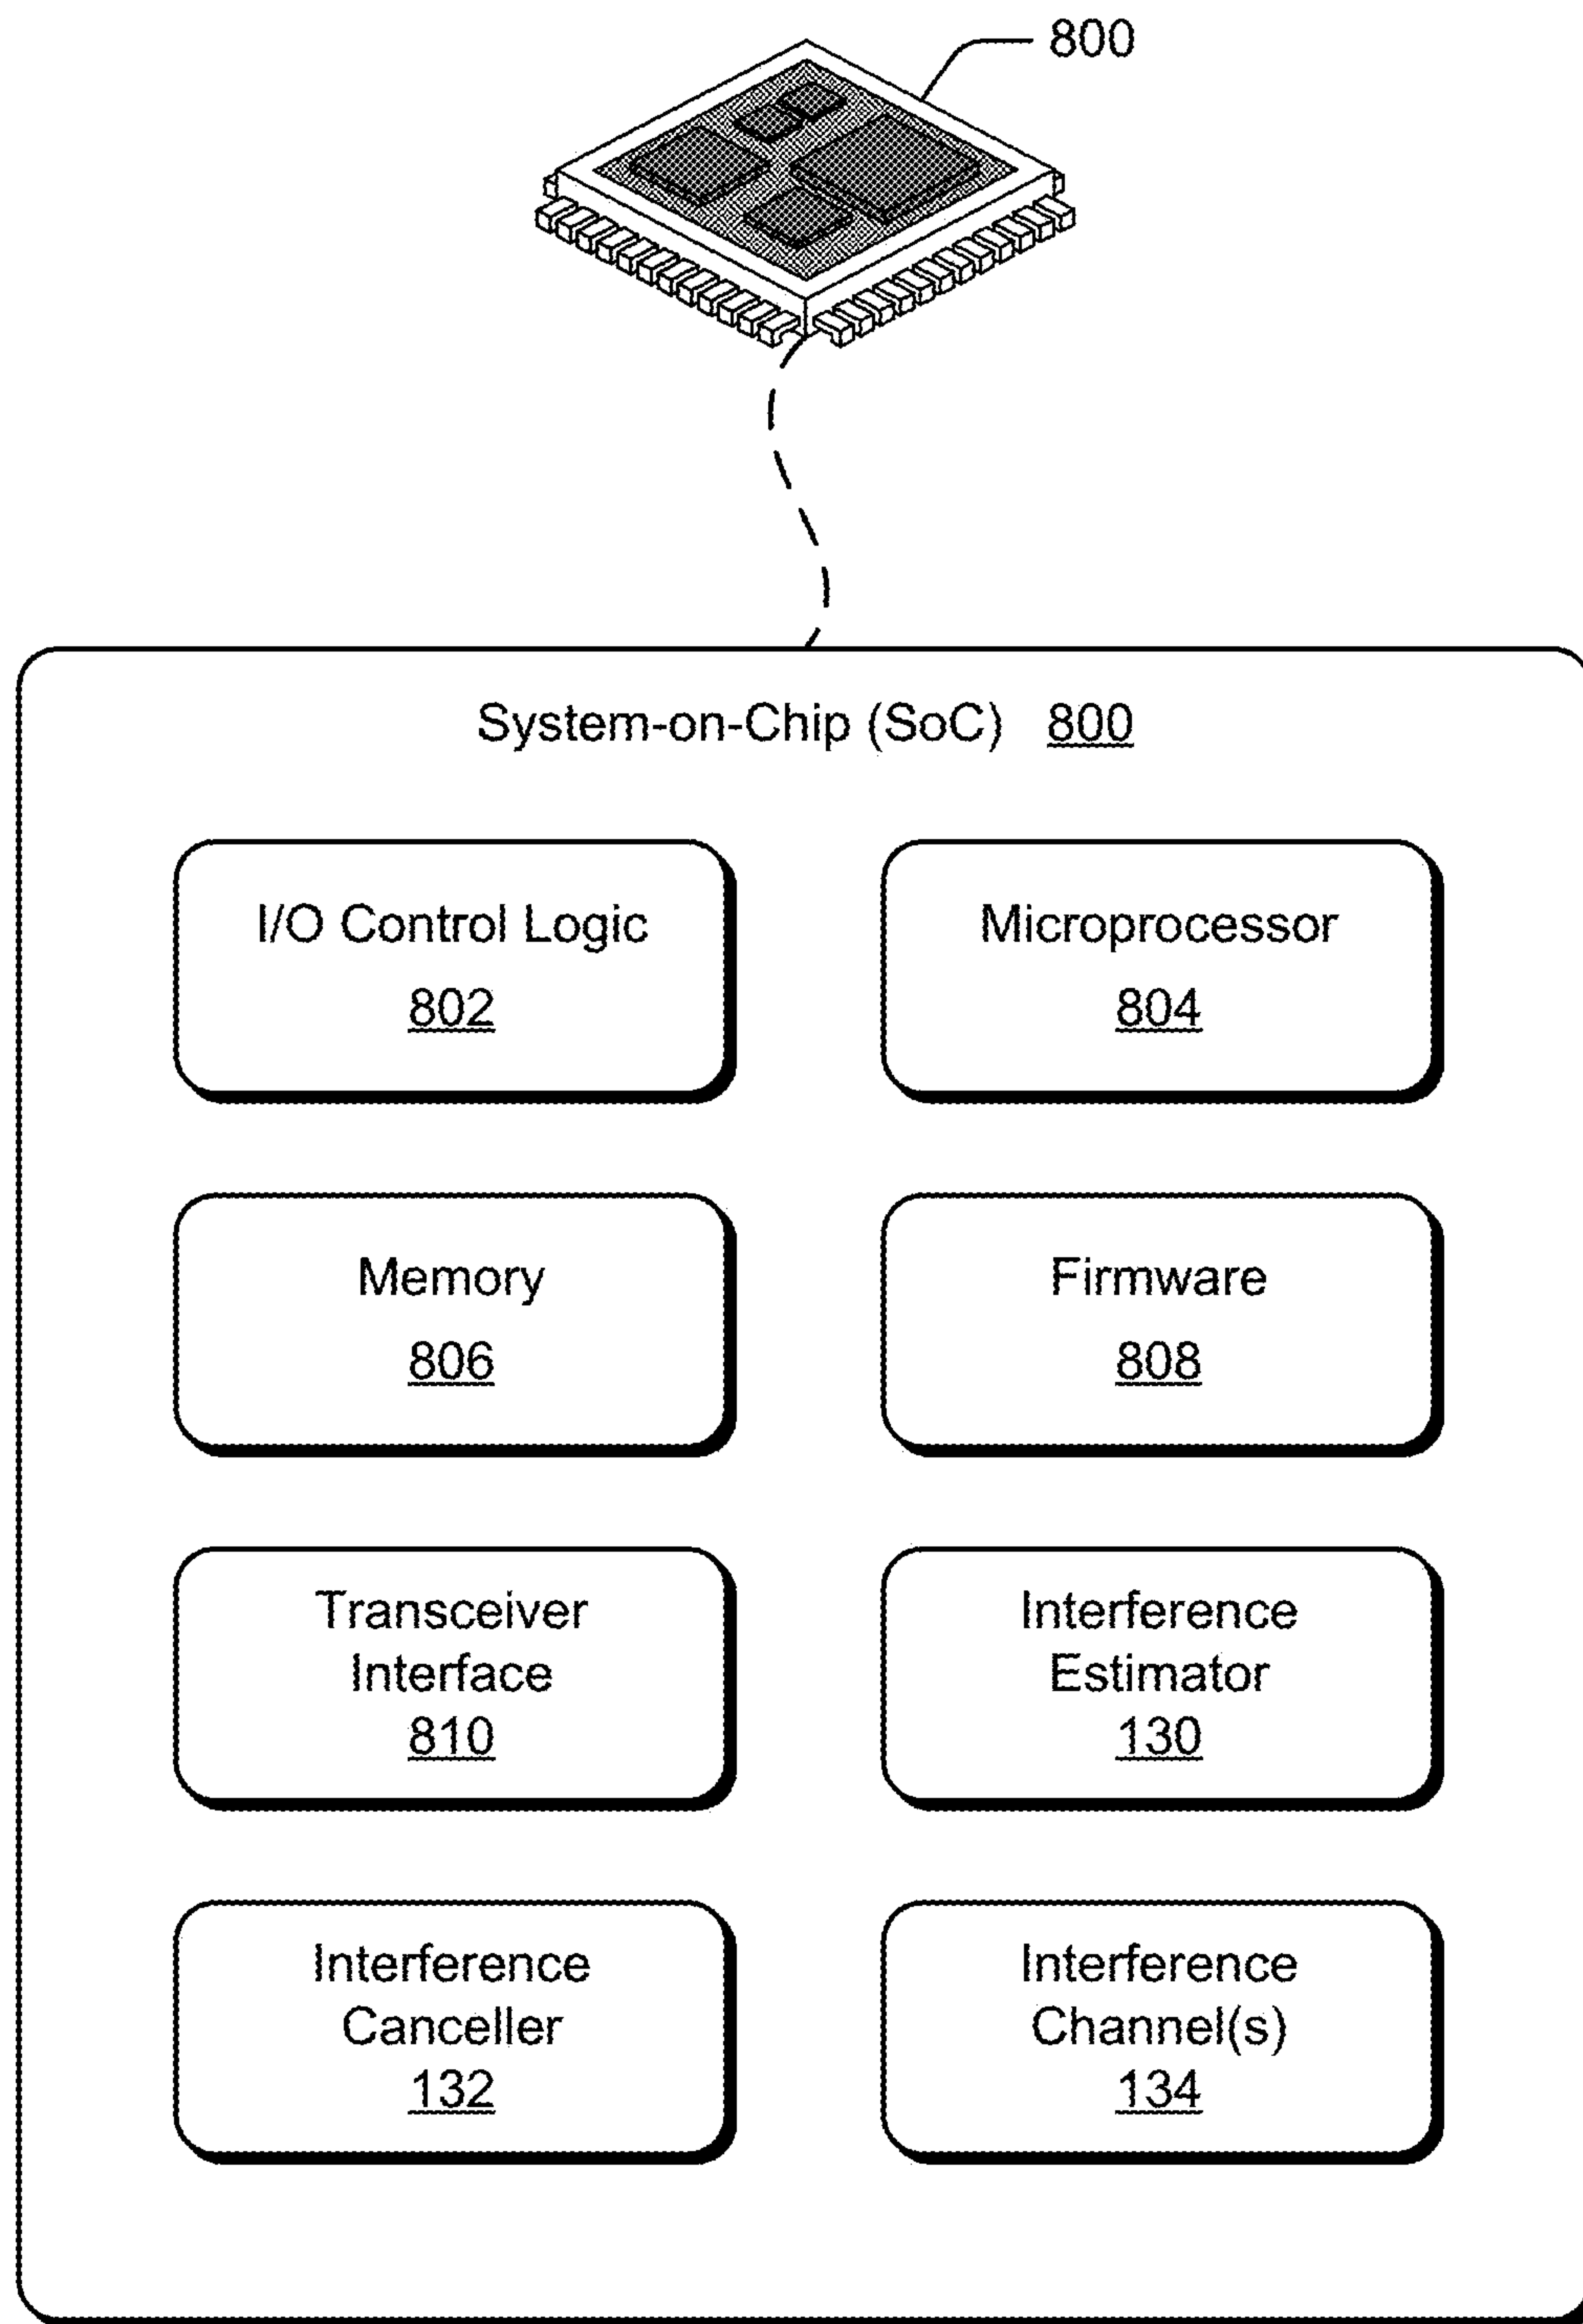 800
System-on-Chip (SoC) 800
I/O Control Logic
802
Microprocessor
804
Memory
806
Firmware
808
Transceiver
Interface
810
Interference
Estimator
130
Interference
Canceller
132
Interference
Channel(s)
134